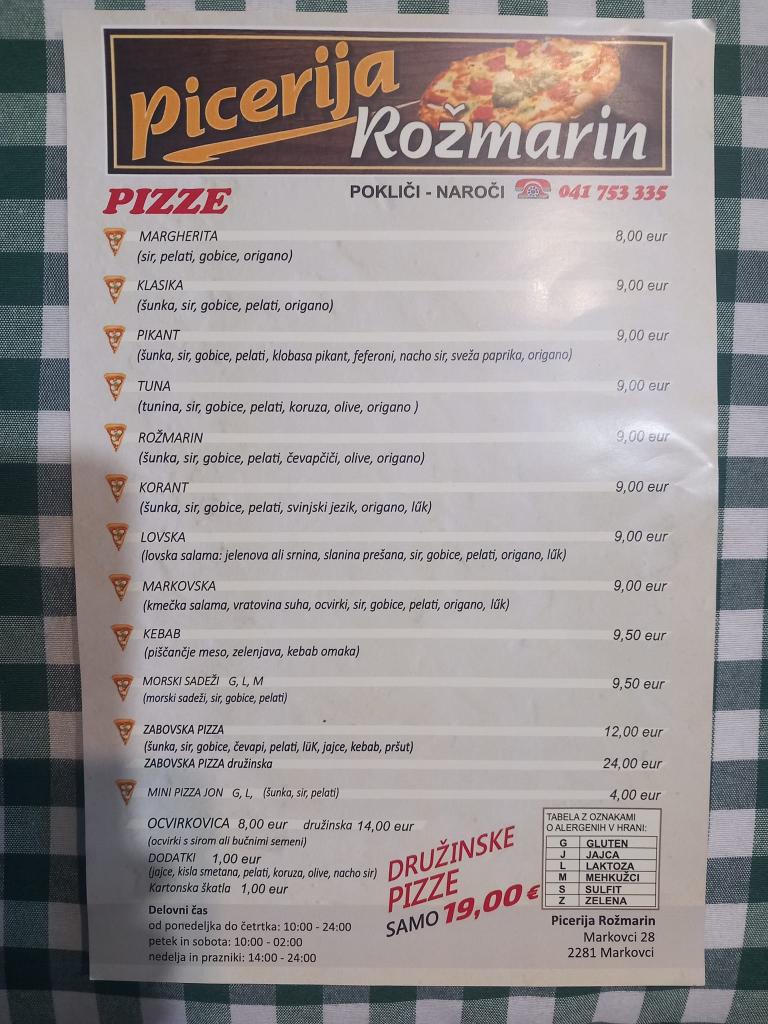 Picerija
Rožmarin
PIZZE POKLIČI - NAROČI 041 753 335
MARGHERITA 8,00 eur
(sir, pelati, gobice, origano)
KLASIKA 9,00 eur
(šunka, sir, gobice, pelati, origano)
PIKANT 9,00 eur
(šunka, sir, gobice, pelati, klobasa pikant, feferoni, nacho sir, sveža paprika, origano)
TUNA 9,00 eur
(tunina, sir, gobice, pelati, koruza, olive, origano )
ROŽMARIN 9,00 eur
(šunka, sir, gobice, pelati, čevapčiči, olive, origano)
KORANT 9,00 eur
(šunka, sir, gobice, pelati, svinjski jezik, origano, lűk)
LOVSKA 9,00 eur
(lovska salama: jelenova ali srnina, slanina prešana, sir, gobice, pelati, origano, lűk)
MARKOVSKA 9,00 eur
(kmečka salama, vratovina suha, ocvirki, sir, gobice, pelati, origano, lűk)
KEBAB 9,50 eur
(piščančje meso, zelenjava, kebab omaka)
MORSKI SADEŽI G, L, M 9,50 eur
(morski sadeži, sir, gobice, pelati)
ZABOVSKA PIZZA 12,00 eur
(šunka, sir, gobice, čevapi, pelati, lüK, jajce, kebab, pršut)
ZABOVSKA PIZZA družinska 24,00 eur
MINI PIZZA JON G, L, (šunka, sir, pelati) 4,00 eur
OCVIRKOVICA 8,00 eur družinska 14,00 eur
(ocvirki s sirom ali bučnimi semeni)
DODATKI 1,00 eur
(jajce, kisla smetana, pelati, koruza, olive, nacho sir)
Kartonska škatla 1,00 eur
DRUŽINSKE
PIZZE
SAMO 19,00 €
TABELA Z OZNAKAMI
O ALERGENIH V HRANI:
G GLUTEN
J JAJCA
L LAKTOZA
M MEHKUŽCI
S SULFIT
Z ZELENA
Delovni čas
od ponedeljka do četrtka: 10:00 - 24:00
petek in sobota: 10:00 - 02:00
nedelja in prazniki: 14:00 - 24:00
Picerija Rožmarin
Markovci 28
2281 Markovci